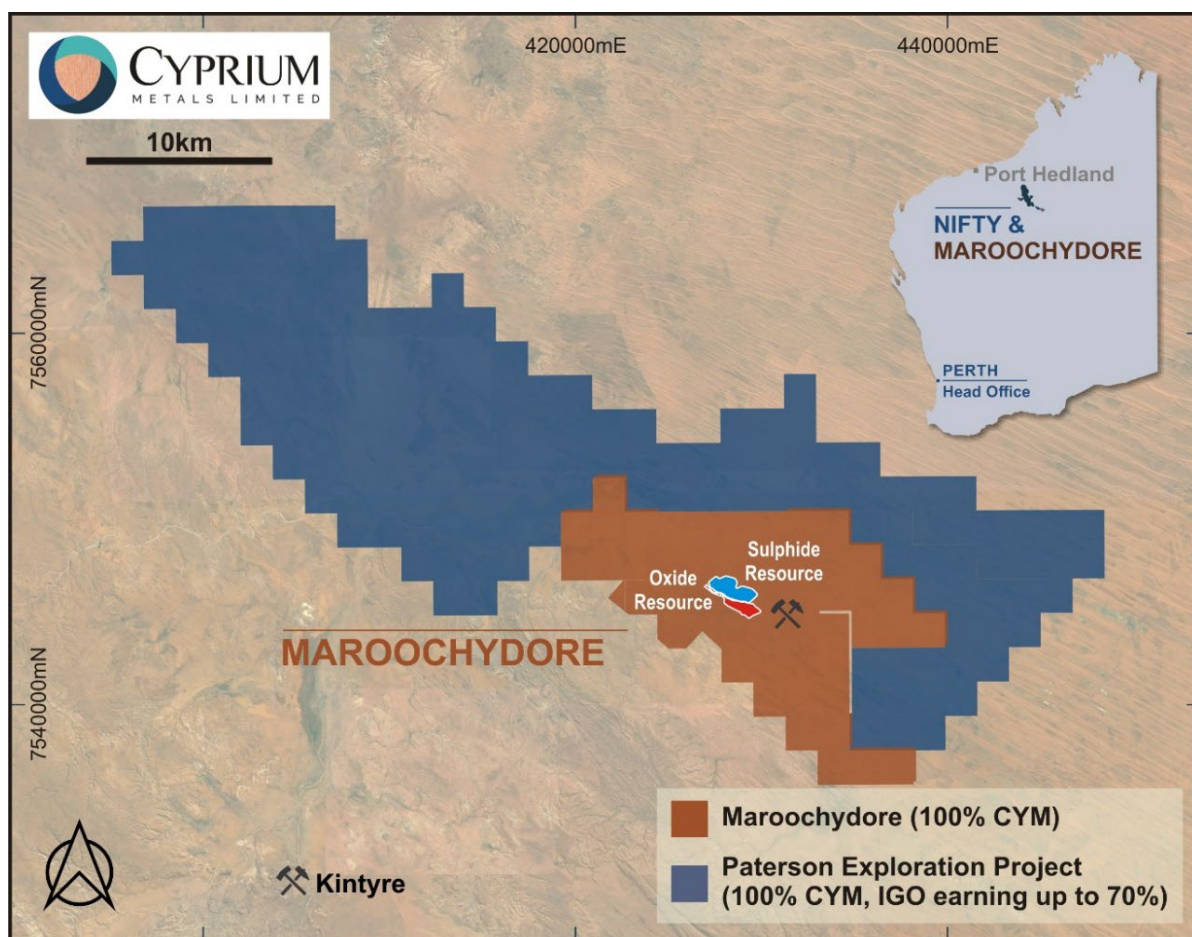 CYPRIUM
METALS LIMITED
10km
420000mE
440000mE
7560000mN
7540000mN
Port Hedland
NIFTY &
MAROOCHYDORE
PERTH
Head Office
Sulphide
Resource
Oxide
Resource
MAROOCHYDORE
Kintyre
Maroochydore (100% CYM)
Paterson Exploration Project
(100% CYM, IGO earning up to 70%)